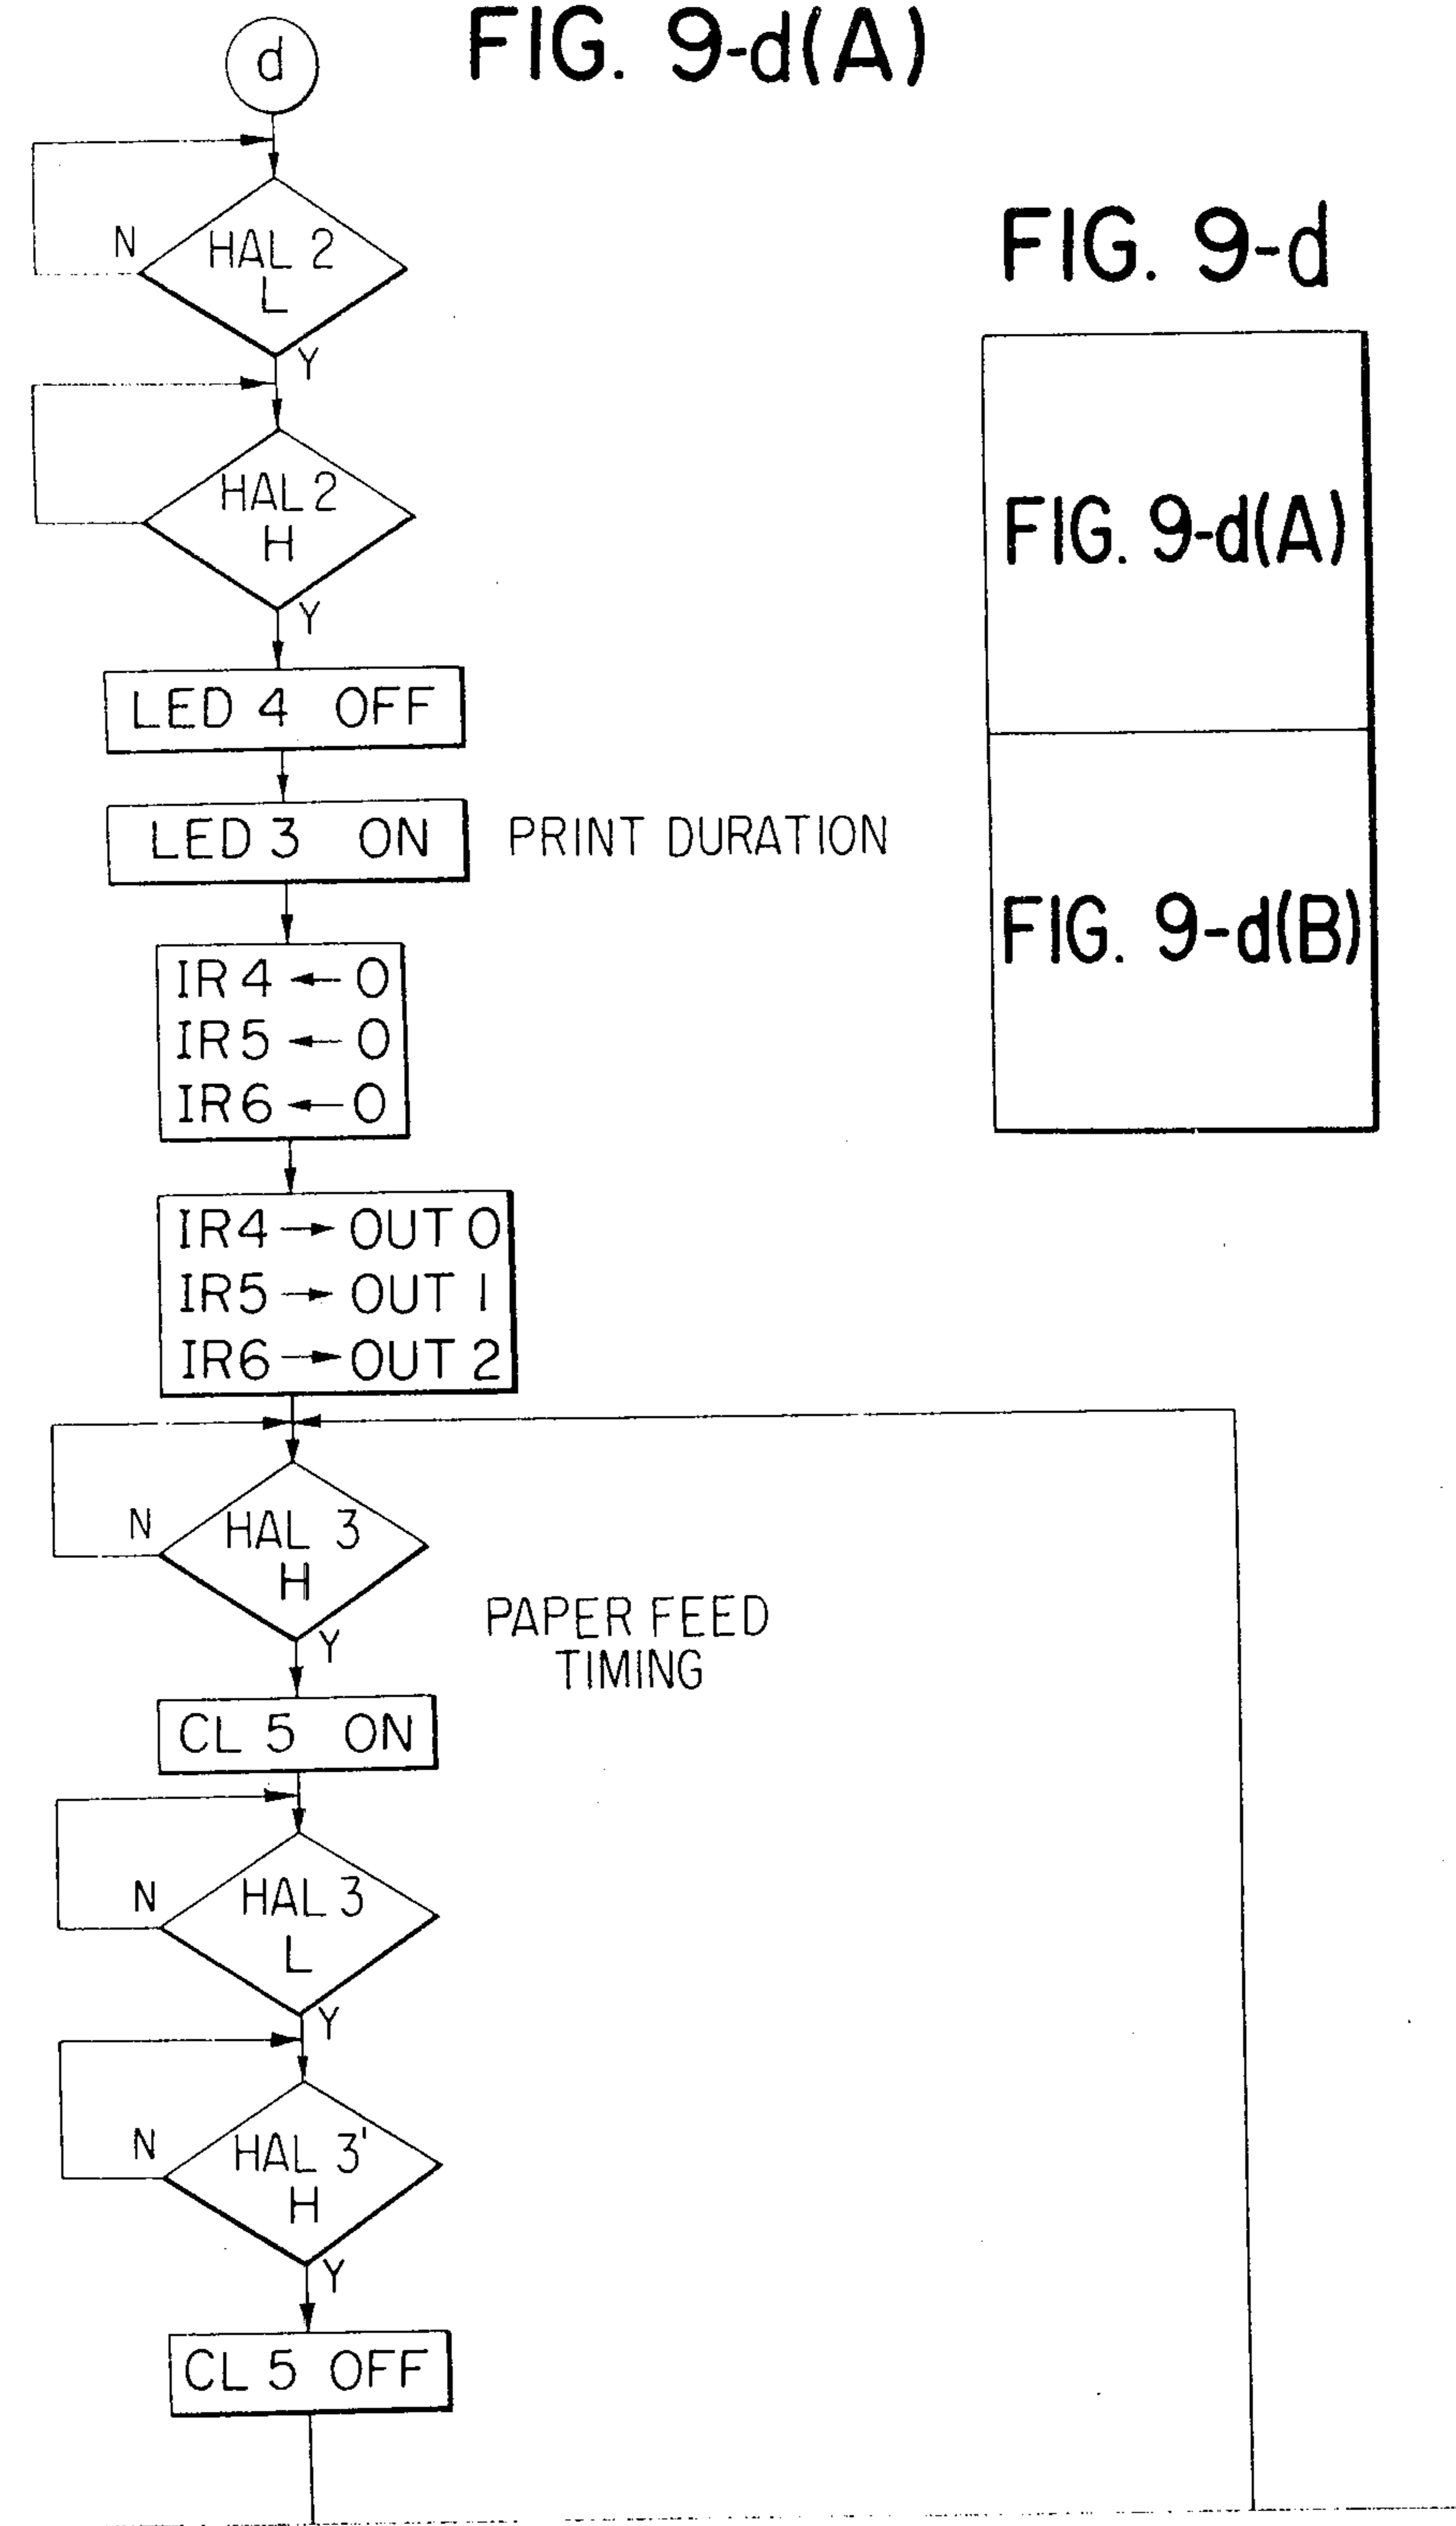 FIG. 9-d(A)
d
N
HAL 2
L
Y
HAL 2
H
Y
LED 4 OFF
LED 3 ON
PRINT DURATION
IR4 ← 0
IR5 ← 0
IR6 ← 0
IR4 → OUT 0
IR5 → OUT 1
IR6 → OUT 2
N
HAL 3
H
Y
PAPER FEED
TIMING
CL 5 ON
N
HAL 3
L
Y
N
HAL 3'
H
Y
CL 5 OFF
FIG. 9-d
FIG. 9-d(A)
FIG. 9-d(B)